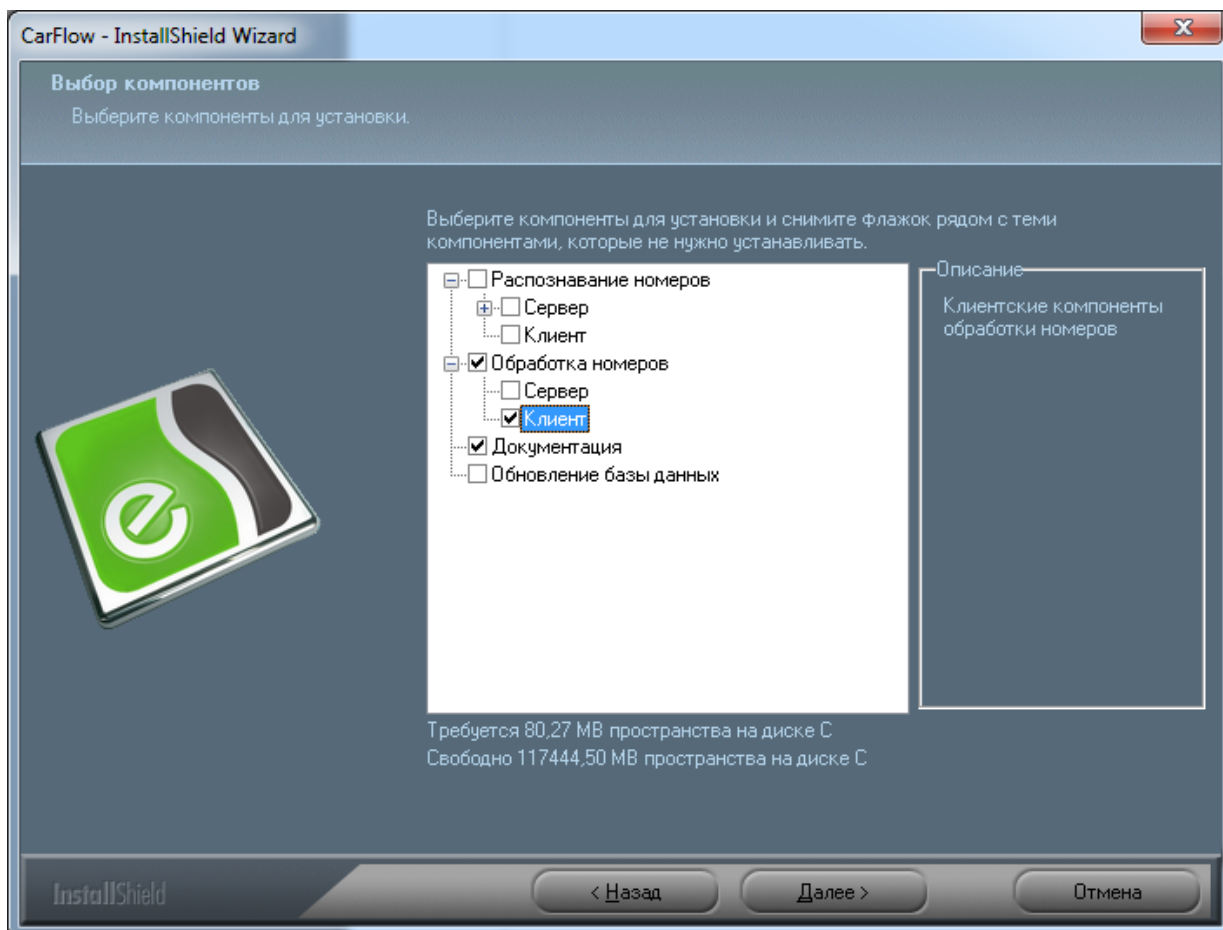 CarFlow - InstallShield Wizard
Выбор компонентов
Выберите компоненты для установки.
Выберите компоненты для установки и снимите флажок рядом с теми
компонентами, которые не нужно устанавливать.
Распознавание номеров
Сервер
Клиент
Обработка номеров
Сервер
Клиент
Документация
Обновление базы данных
Описание
Клиентские компоненты
обработки номеров
Требуется 80,27 MB пространства на диске C
Свободно 117444,50 MB пространства на диске C
InstallShield
< Назад
Далее >
Отмена